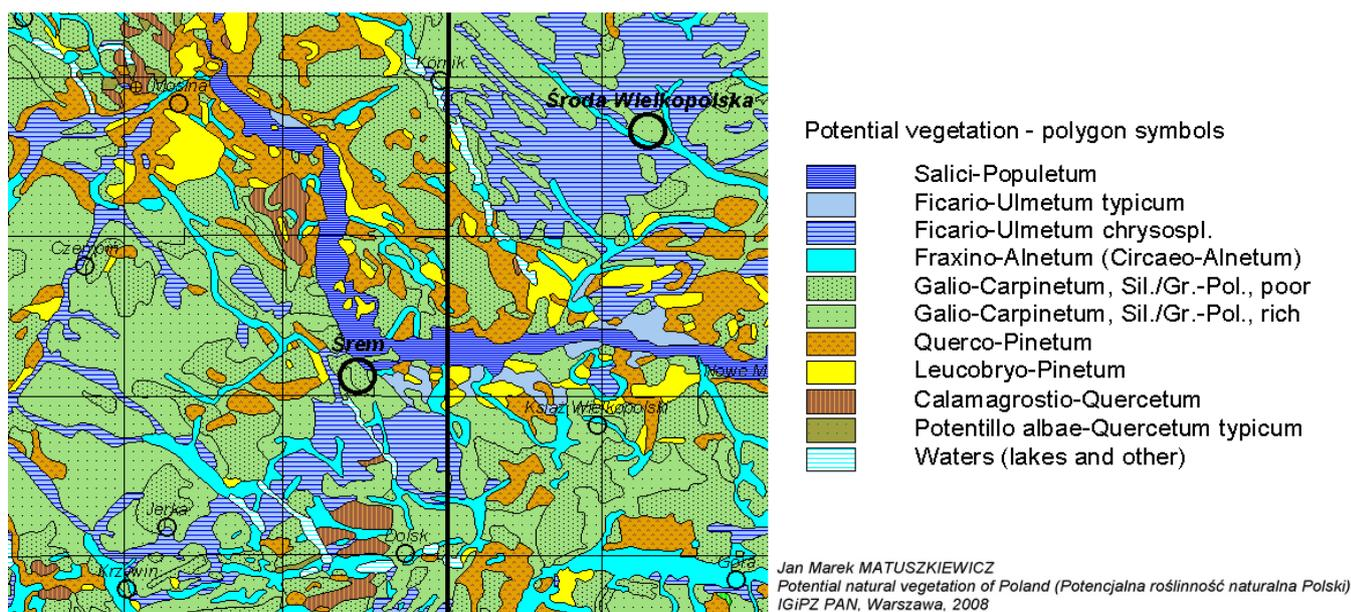 Kórnik
Mosina
Środa Wielkopolska
Czempiń
Śrem
Nowe M
Książ Wielkopolski
Jerka
Dolsk
Krzywiń
Góra
Potential vegetation - polygon symbols
Salici-Populetum
Ficario-Ulmetum typicum
Ficario-Ulmetum chrysospl.
Fraxino-Alnetum (Circaeo-Alnetum)
Galio-Carpinetum, Sil./Gr.-Pol., poor
Galio-Carpinetum, Sil./Gr.-Pol., rich
Querco-Pinetum
Leucobryo-Pinetum
Calamagrostio-Quercetum
Potentillo albae-Quercetum typicum
Waters (lakes and other)
Jan Marek MATUSZKIEWICZ
Potential natural vegetation of Poland (Potencjalna roślinność naturalna Polski)
IGiPZ PAN, Warszawa, 2008